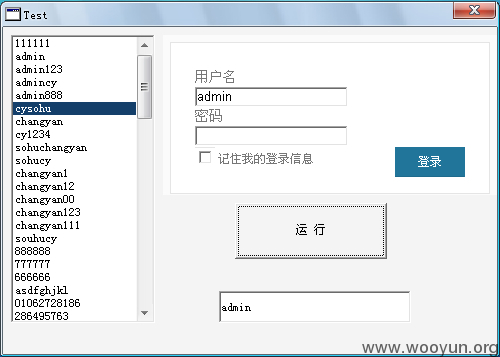 Test
111111
admin
admin123
admincy
admin888
cysohu
changyan
cy1234
sohuchangyan
sohucy
changyan1
changyan12
changyan00
changyan123
changyan111
souhucy
888888
777777
666666
asdfghjkl
01062728186
286495763
用户名
admin
密码
记住我的登录信息
登录
运 行
admin
www.wooyun.org